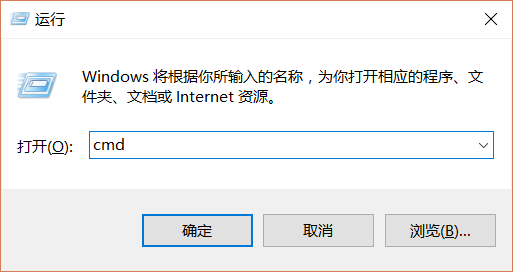 运行
Windows 将根据你所输入的名称，为你打开相应的程序、文
件夹、文档或 Internet 资源。
打开(O): cmd
确定 取消 浏览(B)...